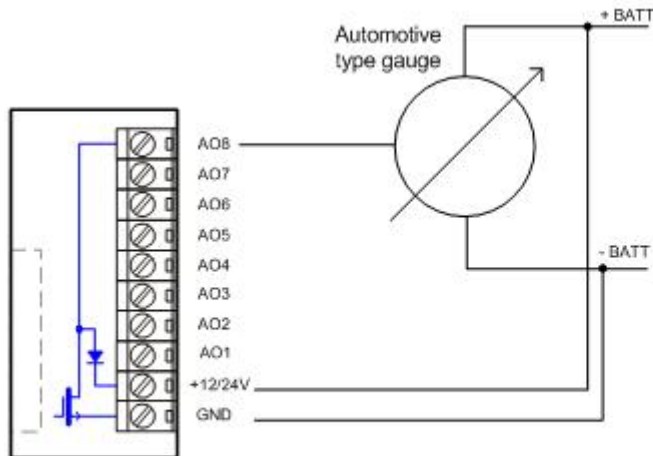 + BATT
Automotive
type gauge
AO8
AO7
AO6
AO5
AO4
AO3
AO2
AO1
- BATT
+12/24V
GND